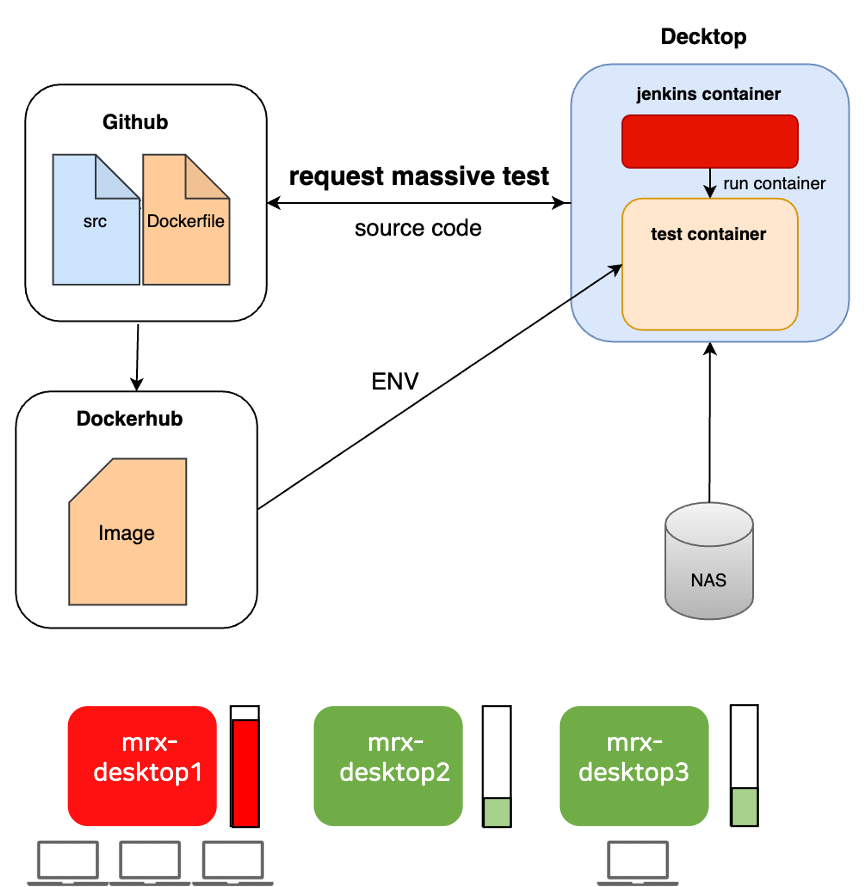 Decktop
jenkins container
Github
request massive test
run container
src
Dockerfile
source code
test container
ENV
Dockerhub
Image
NAS
mrx-
desktop1
mrx-
desktop2
mrx-
desktop3